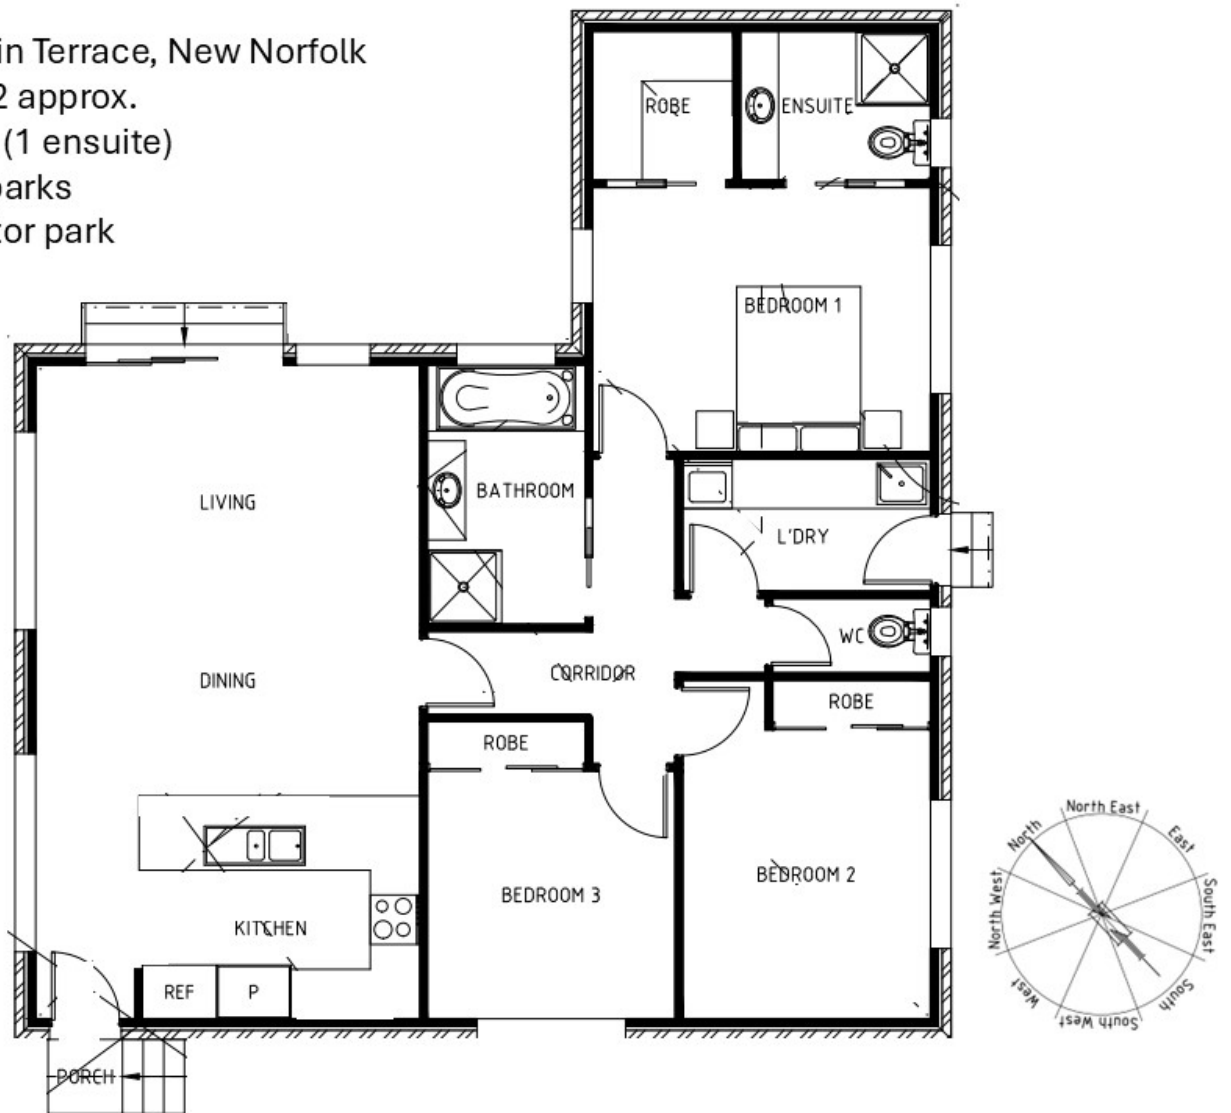 in Terrace, New Norfolk
2 approx.
(1 ensuite)
parks
tor park
ROBE
ENSUITE
BEDROOM 1
LIVING
BATHROOM
L'DRY
WC
DINING
CORRIDOR
ROBE
ROBE
BEDROOM 3
BEDROOM 2
KITCHEN
REF
P
PORCH
North
North East
East
South East
South
South West
West
North West